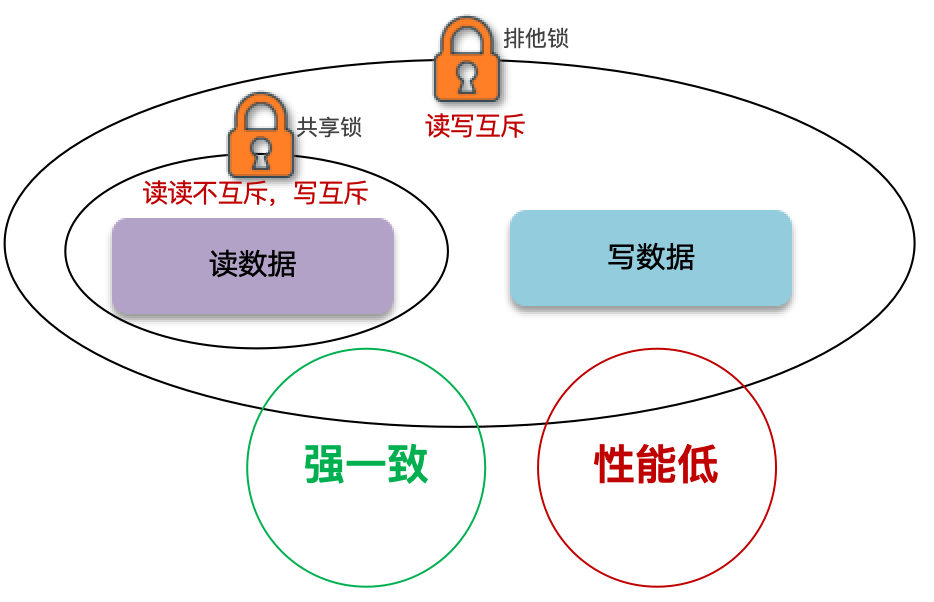 排他锁
读写互斥
共享锁
读读不互斥，写互斥
读数据
写数据
强一致
性能低